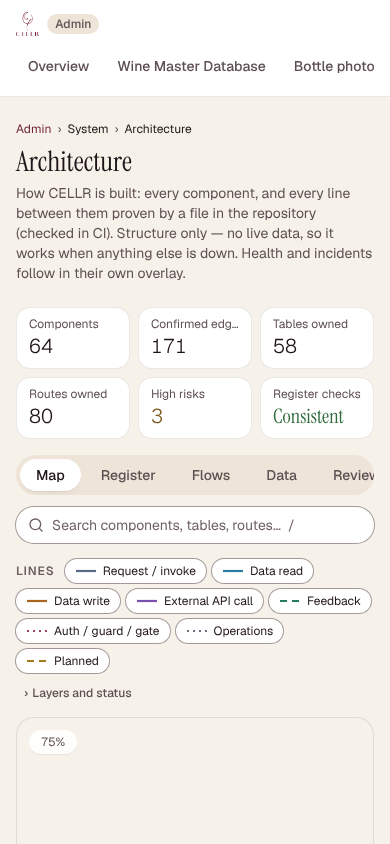 CELLR
Admin
Overview
Wine Master Database
Bottle photo
Admin › System › Architecture
Architecture
How CELLR is built: every component, and every line
between them proven by a file in the repository
(checked in CI). Structure only — no live data, so it
works when anything else is down. Health and incidents
follow in their own overlay.
Components
Confirmed edg…
Tables owned
64
171
58
Routes owned
High risks
Register checks
80
3
Consistent
Map
Register
Flows
Data
Review
Search components, tables, routes… /
LINES
Request / invoke
Data read
Data write
External API call
Feedback
Auth / guard / gate
Operations
Planned
› Layers and status
75%